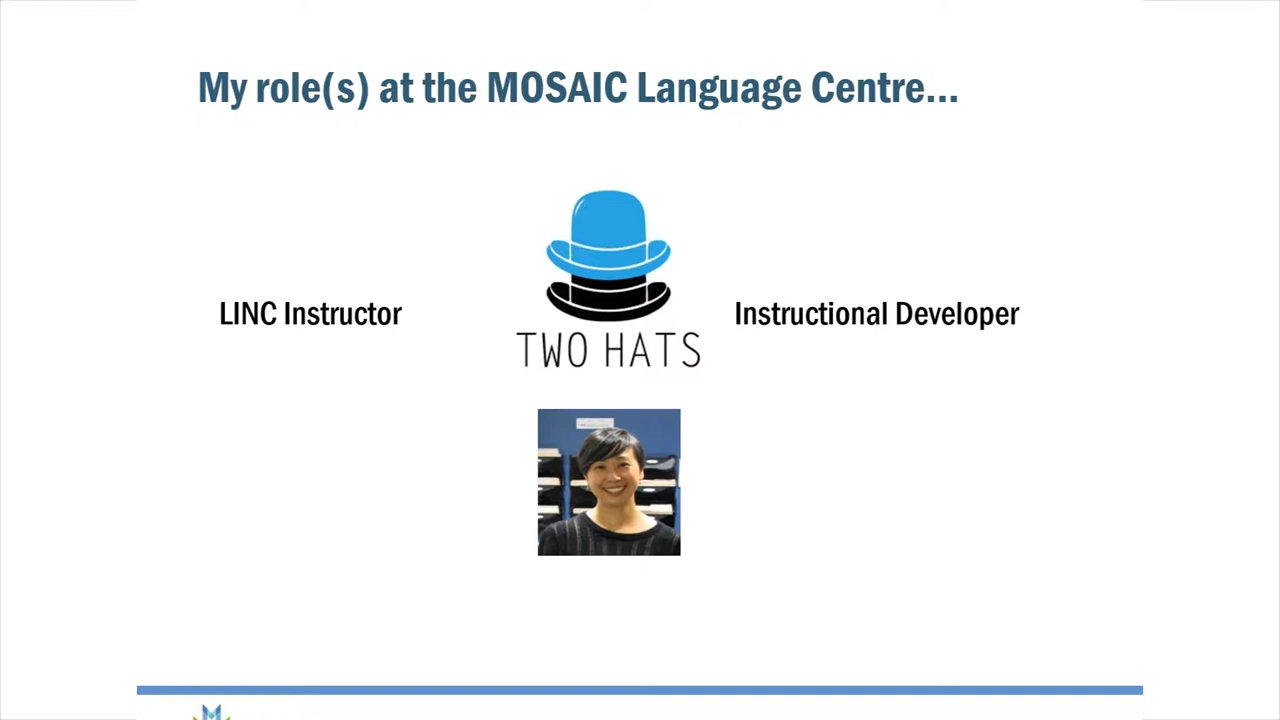 My role(s) at the MOSAIC Language Centre...
LINC Instructor
TWO HATS
Instructional Developer